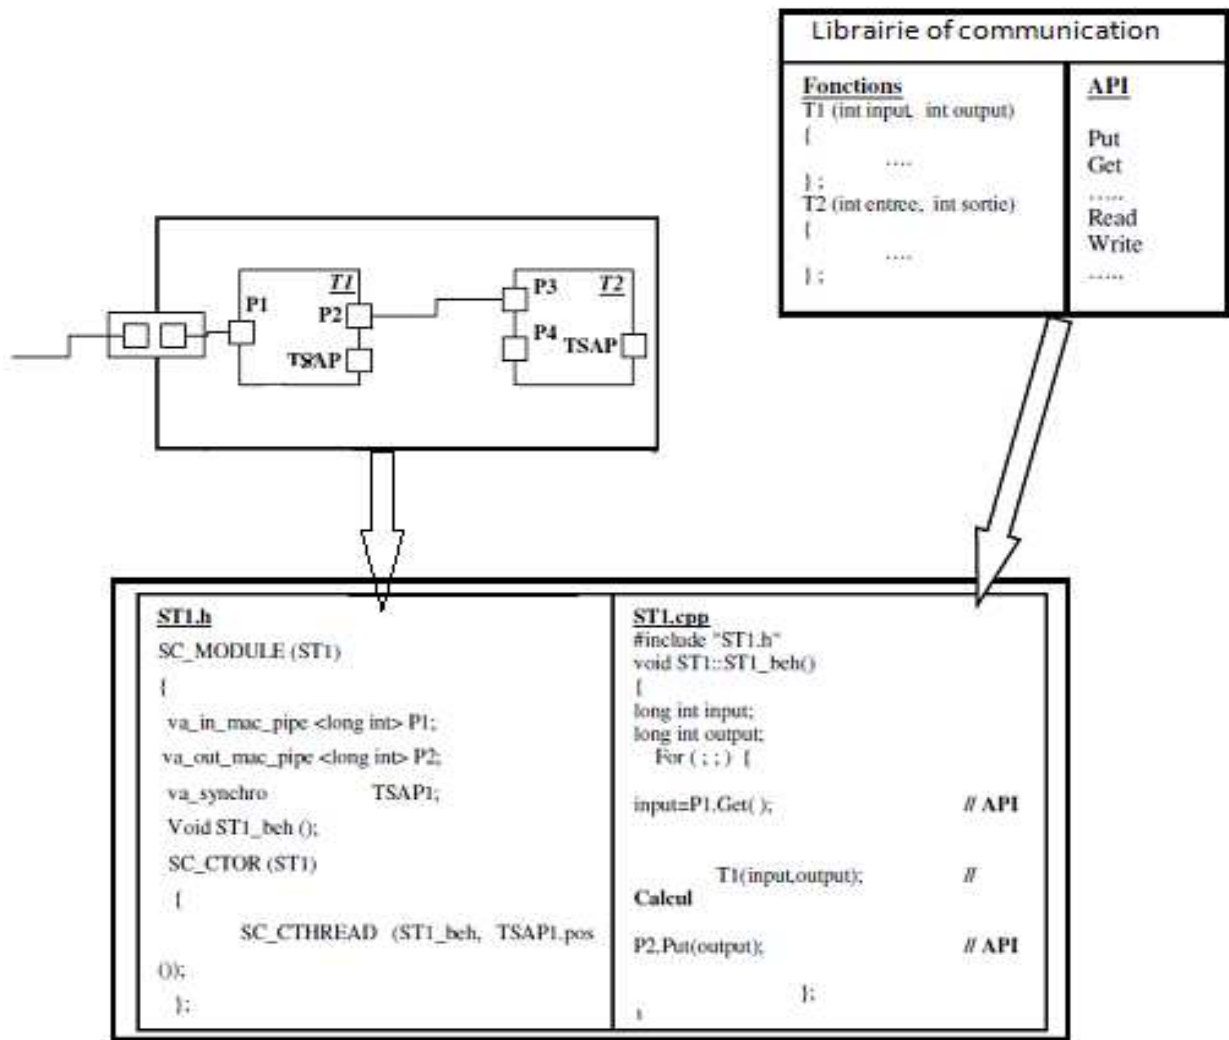 Librairie of communication
Fonctions
T1 (int input, int output)
{
....
} ;
T2 (int entree, int sortie)
{
....
} ;
API
Put
Get
.....
Read
Write
.....
T1
P1
P2
TSAP
P3
T2
P4
TSAP
ST1.h
SC_MODULE (ST1)
{
va_in_mac_pipe <long int> P1;
va_out_mac_pipe <long int> P2;
va_synchro TSAP1;
Void ST1_beh ();
SC_CTOR (ST1)
{
SC_CTHREAD (ST1_beh, TSAP1.pos
());
};
ST1.cpp
#include "ST1.h"
void ST1::ST1_beh()
{
long int input;
long int output;
For ( ; ; ) {
input=P1.Get( ); // API
T1(input,output); //
Calcul
P2.Put(output); // API
};
}